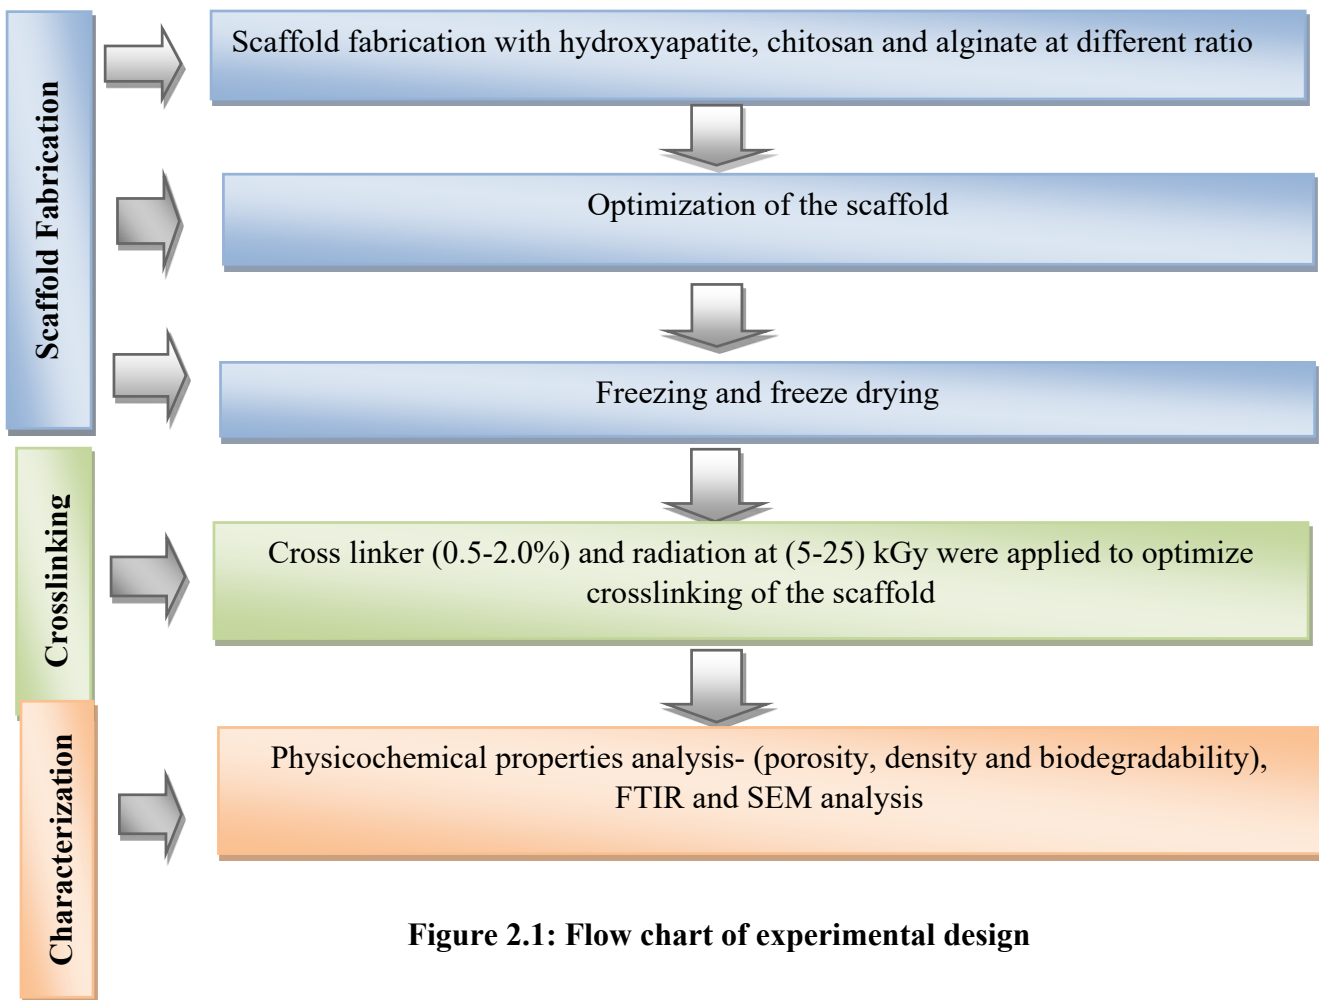 Scaffold Fabrication
Scaffold fabrication with hydroxyapatite, chitosan and alginate at different ratio
Optimization of the scaffold
Freezing and freeze drying
Crosslinking
Cross linker (0.5-2.0%) and radiation at (5-25) kGy were applied to optimize
crosslinking of the scaffold
Characterization
Physicochemical properties analysis- (porosity, density and biodegradability),
FTIR and SEM analysis
Figure 2.1: Flow chart of experimental design